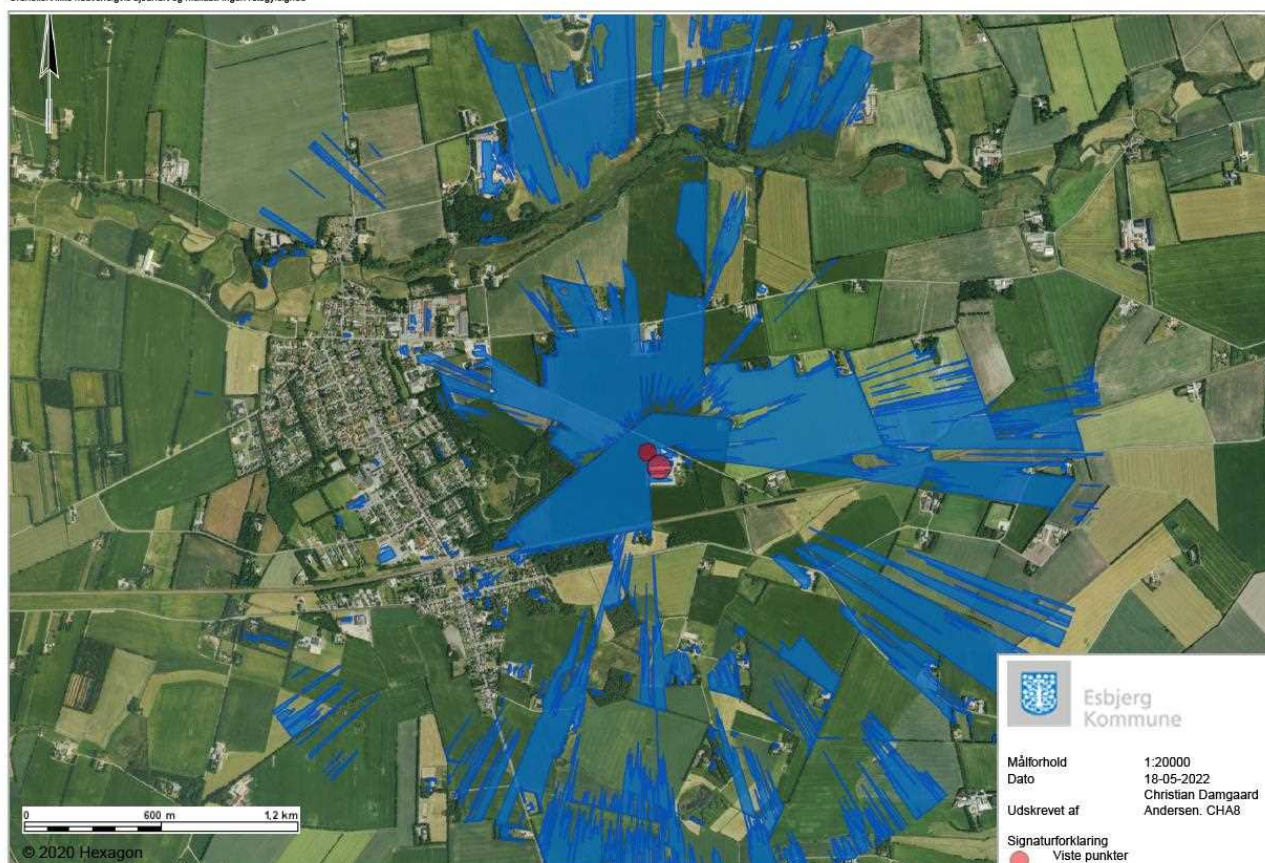 Esbjerg
Kommune
Målforhold 1:20000
Dato 18-05-2022
Christian Damgaard
Udskrevet af Andersen. CHA8
Signaturforklaring
Viste punkter
0 600 m 1,2 km
© 2020 Hexagon